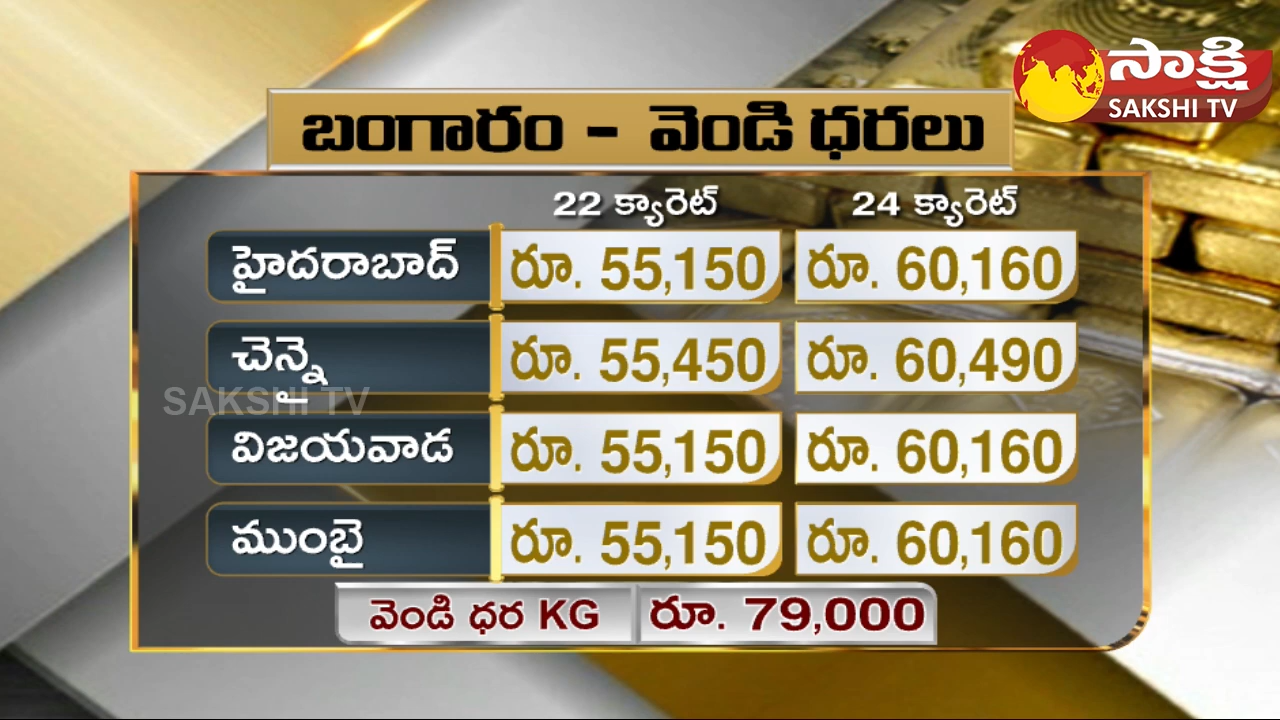 సాక్షి
SAKSHI TV
బంగారం - వెండి ధరలు
22 క్యారెట్ 24 క్యారెట్
హైదరాబాద్ రూ. 55,150 రూ. 60,160
చెన్నై రూ. 55,450 రూ. 60,490
SAKSHI TV
విజయవాడ రూ. 55,150 రూ. 60,160
ముంబై రూ. 55,150 రూ. 60,160
వెండి ధర KG రూ. 79,000